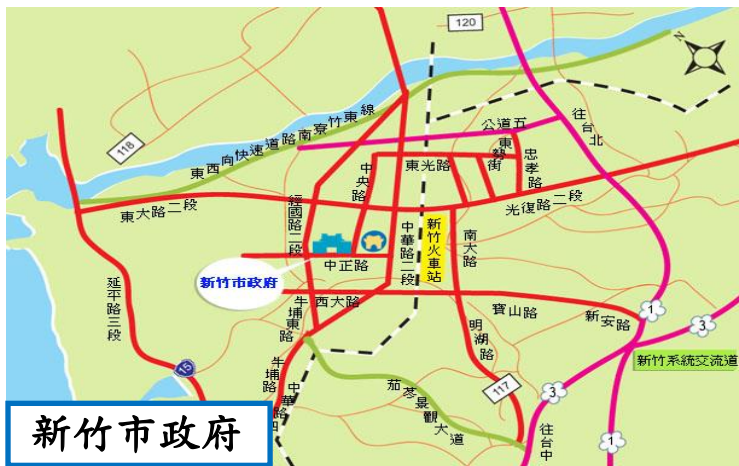 120
N
118
東西向快速道路南寮竹東線
公道五
往台北
東勢街
忠孝路
東光路
中央路
東大路二段
經國路二段
光復路二段
中華路二段
新竹火車站
南大路
中正路
新竹市政府
延平路三段
牛埔東路
西大路
寶山路
新安路
1
3
明湖路
新竹系統交流道
15
牛埔路
中華路四
茄苳景觀大道
117
3
往台中
1
新竹市政府